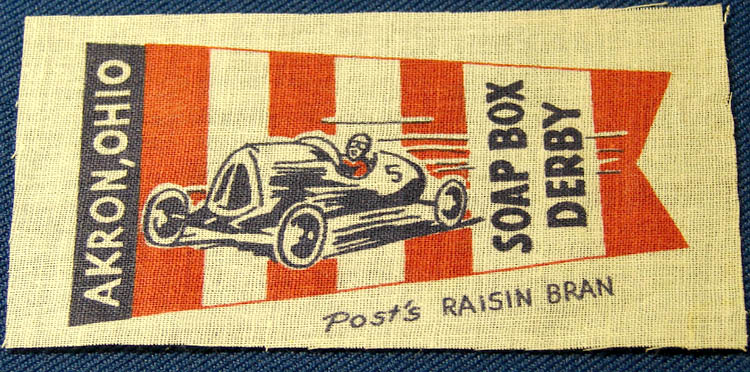 AKRON, OHIO
5
SOAP BOX
DERBY
Post's RAISIN BRAN